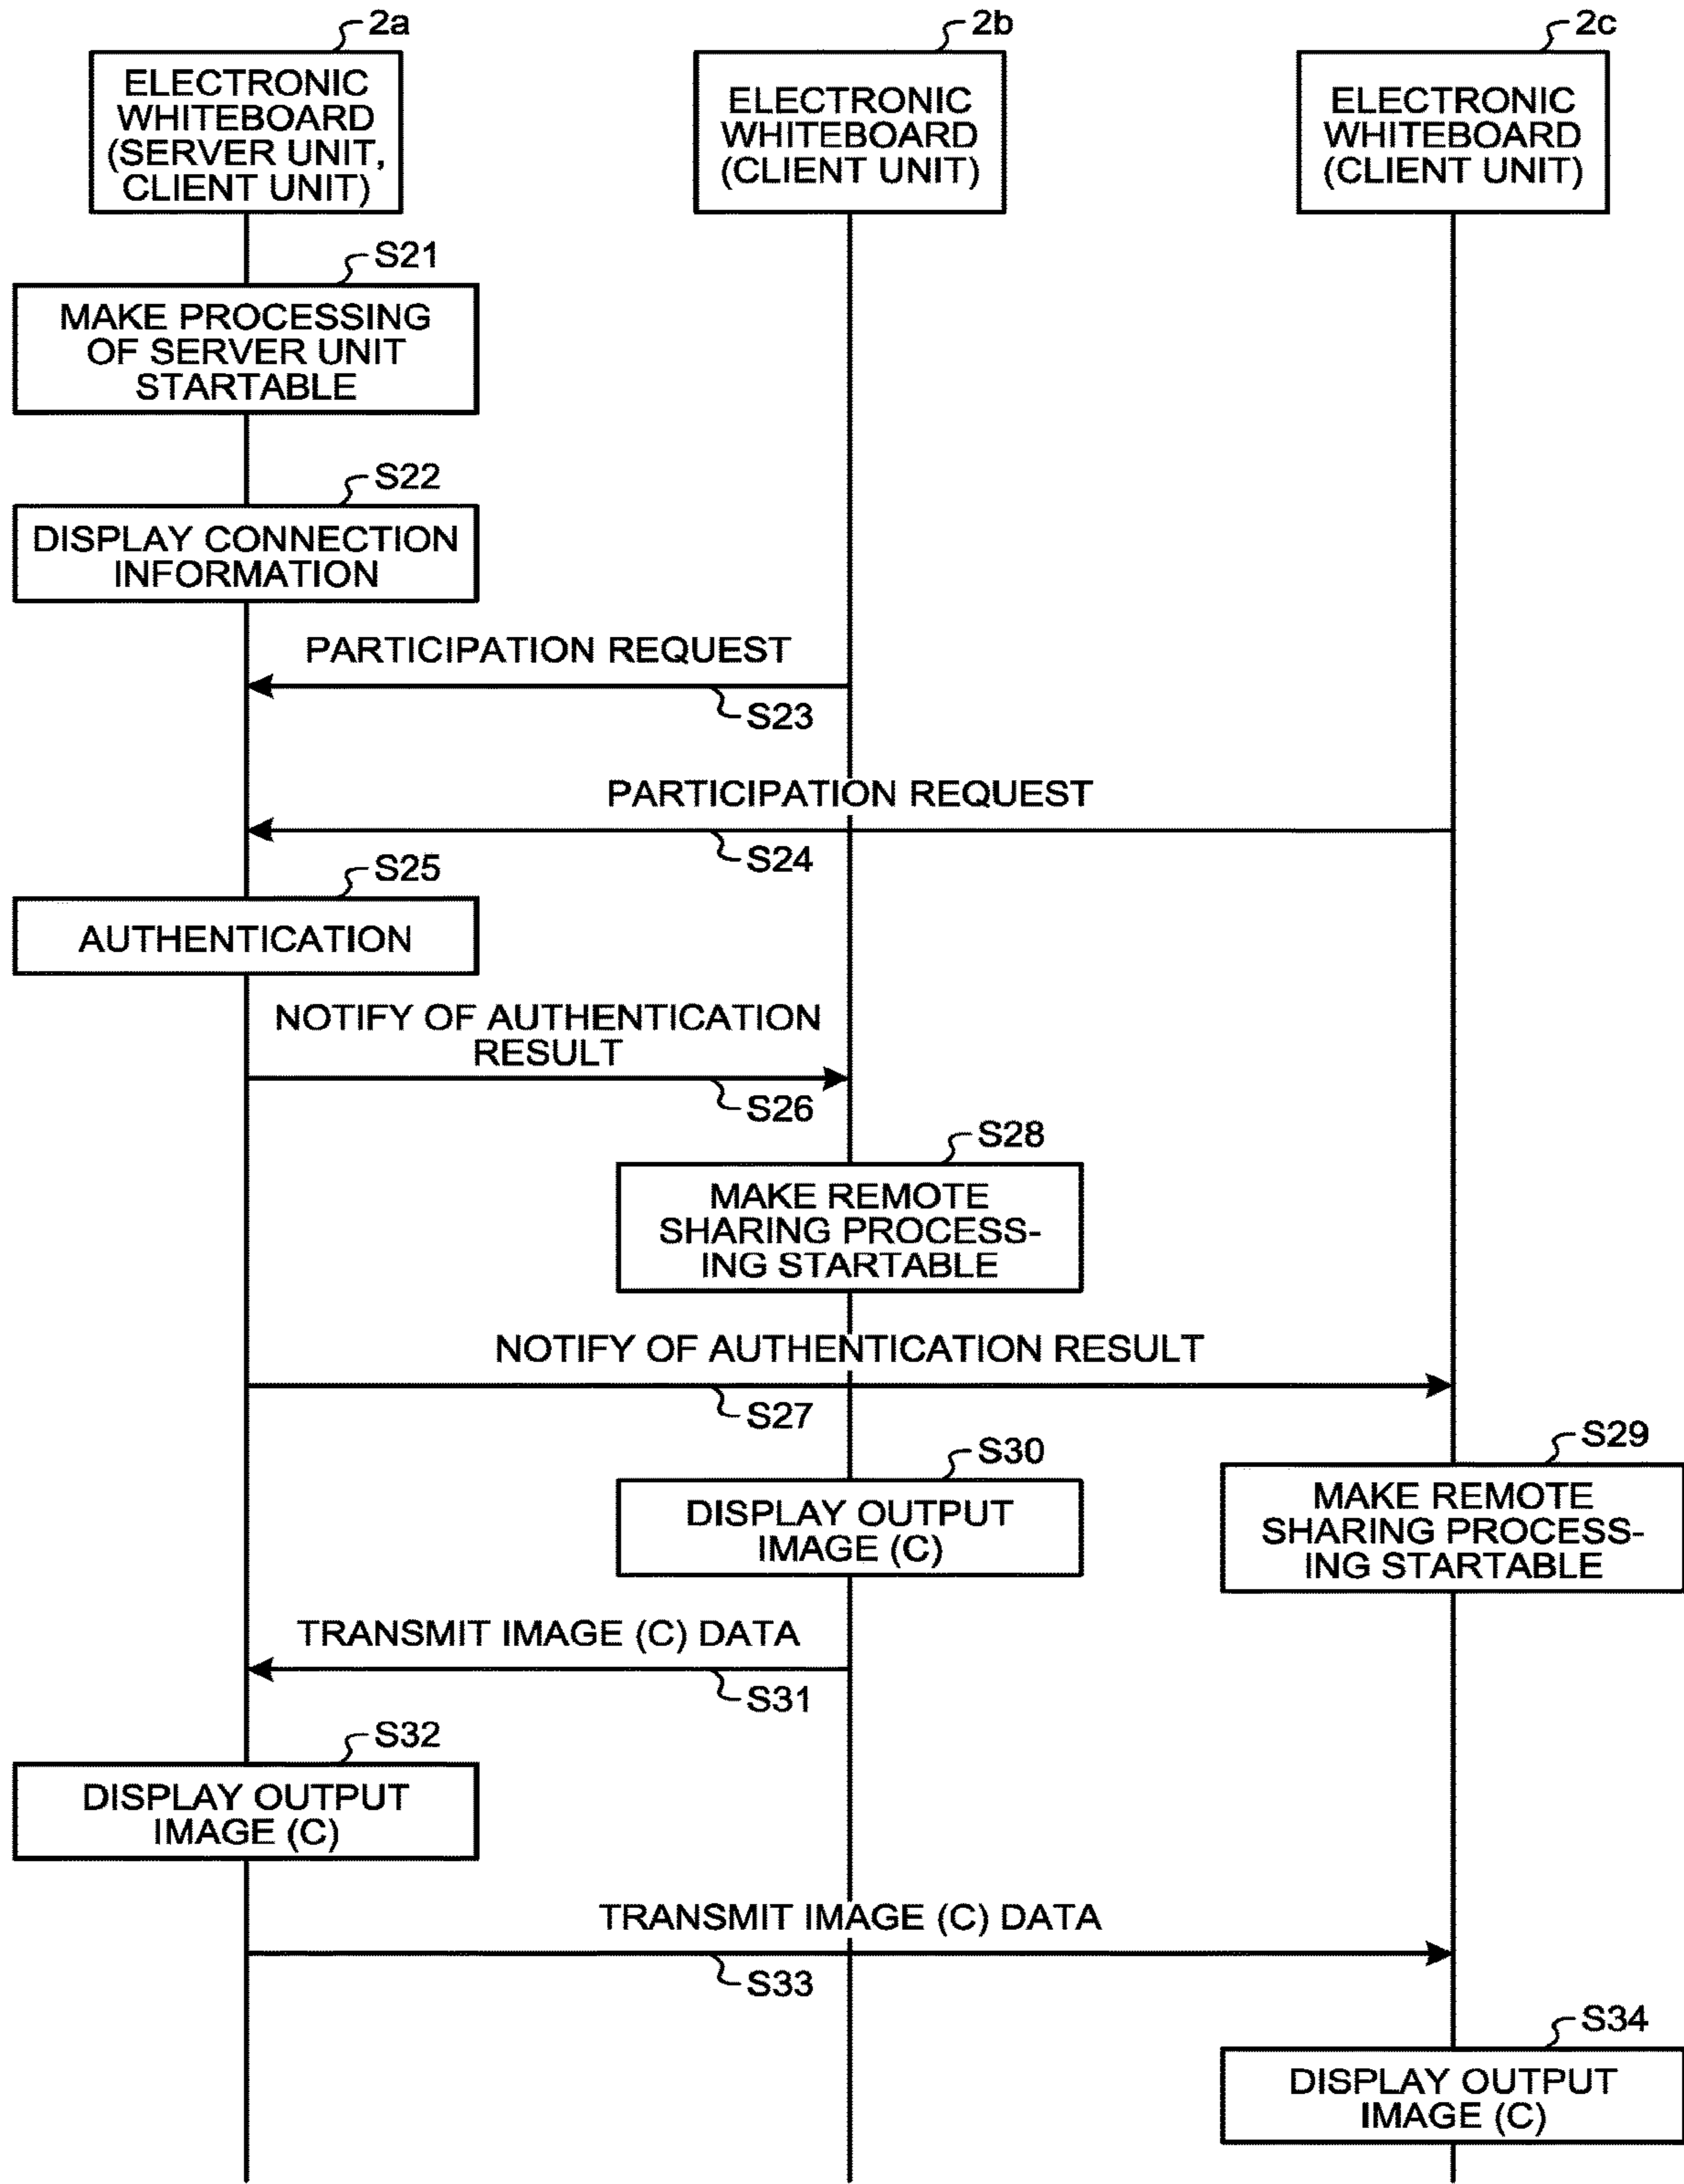 2a
2b
2c
ELECTRONIC
WHITEBOARD
(SERVER UNIT,
CLIENT UNIT)
ELECTRONIC
WHITEBOARD
(CLIENT UNIT)
ELECTRONIC
WHITEBOARD
(CLIENT UNIT)
S21
MAKE PROCESSING
OF SERVER UNIT
STARTABLE
S22
DISPLAY CONNECTION
INFORMATION
PARTICIPATION REQUEST
S23
PARTICIPATION REQUEST
S24
S25
AUTHENTICATION
NOTIFY OF AUTHENTICATION
RESULT
S26
S28
MAKE REMOTE
SHARING PROCESS-
ING STARTABLE
NOTIFY OF AUTHENTICATION RESULT
S27
S30
DISPLAY OUTPUT
IMAGE (C)
S29
MAKE REMOTE
SHARING PROCESS-
ING STARTABLE
TRANSMIT IMAGE (C) DATA
S31
S32
DISPLAY OUTPUT
IMAGE (C)
TRANSMIT IMAGE (C) DATA
S33
S34
DISPLAY OUTPUT
IMAGE (C)